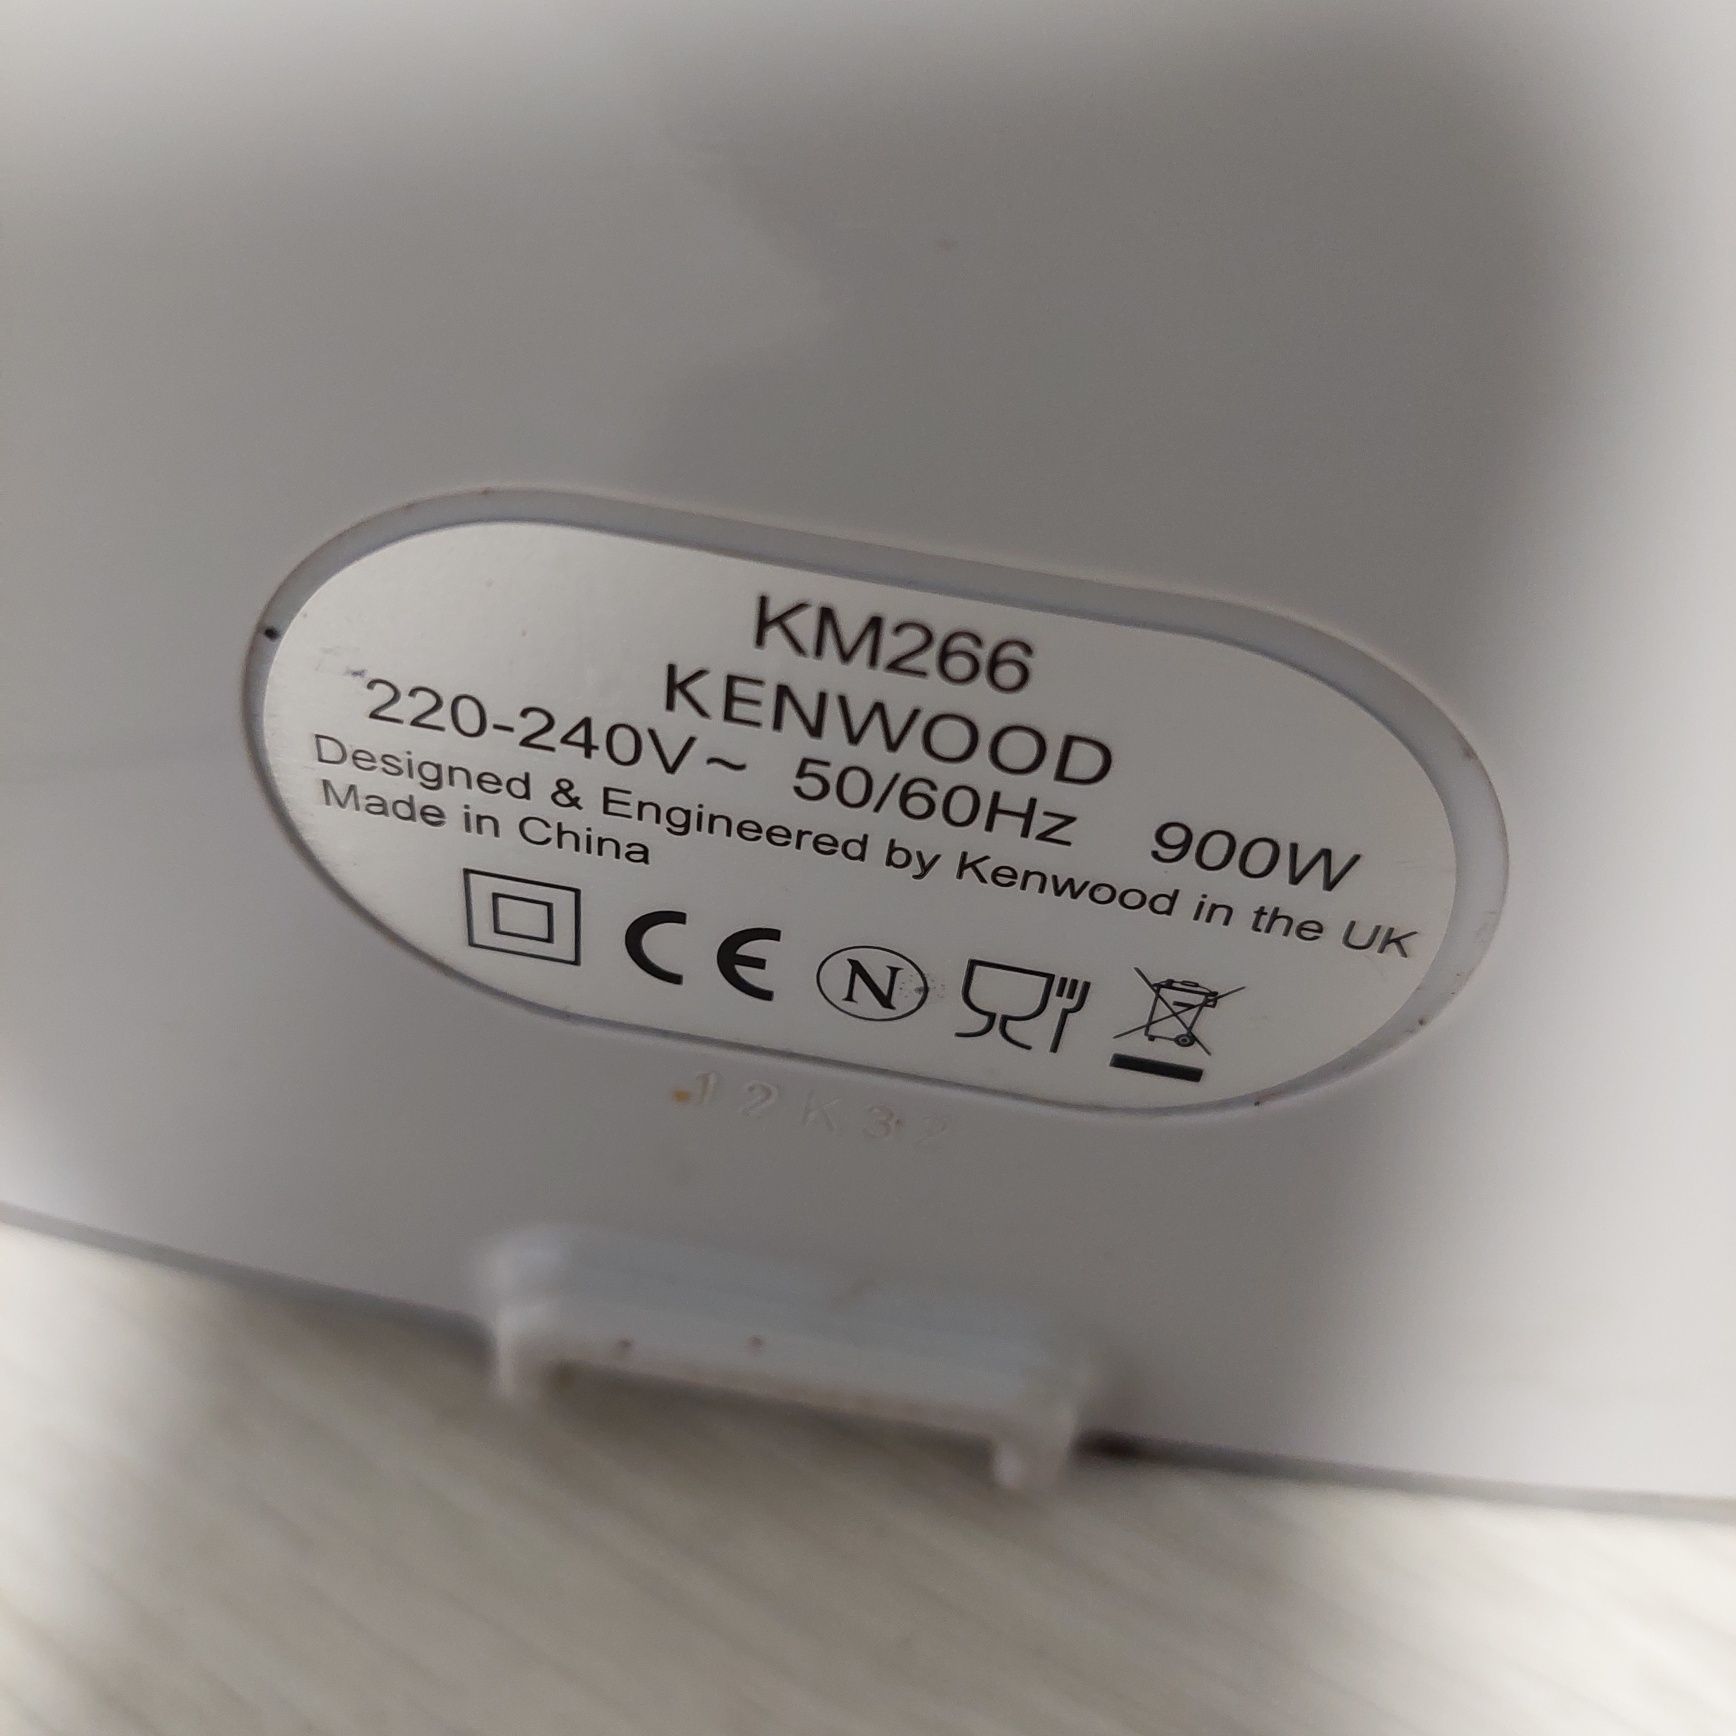 KM266
KENWOOD
220-240V~ 50/60Hz 900W
Designed & Engineered by Kenwood in the UK
Made in China
CE N
12K32